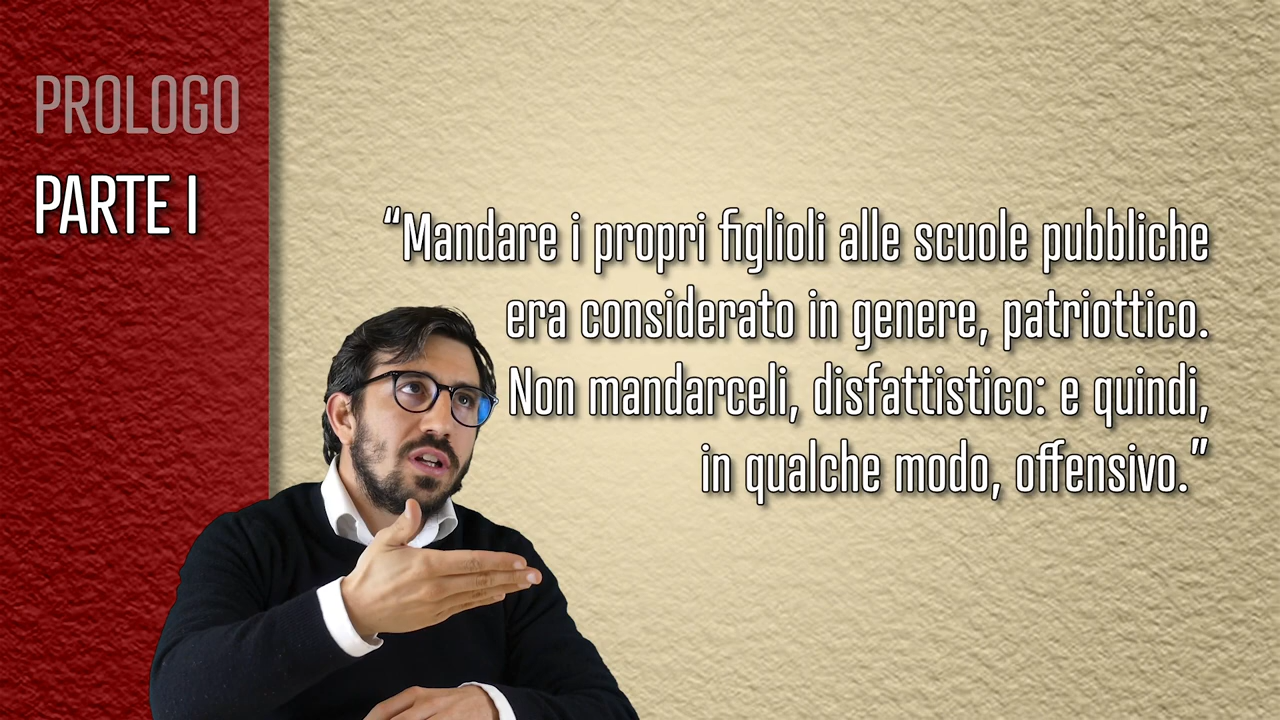 PROLOGO
PARTE I
“Mandare i propri figlioli alle scuole pubbliche
era considerato in genere, patriottico.
Non mandarceli, disfattistico: e quindi,
in qualche modo, offensivo.”